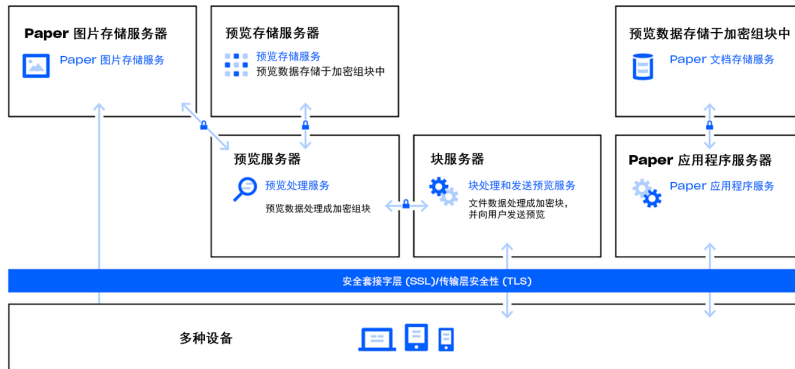 Paper 图片存储服务器
Paper 图片存储服务
预览存储服务器
预览存储服务
预览数据存储于加密组块中
预览数据存储于加密组块中
Paper 文档存储服务
预览服务器
预览处理服务
预览数据处理成加密组块
块服务器
块处理和发送预览服务
文件数据处理成加密块，
并向用户发送预览
Paper 应用程序服务器
Paper 应用程序服务
安全套接字层 (SSL)/传输层安全性 (TLS)
多种设备